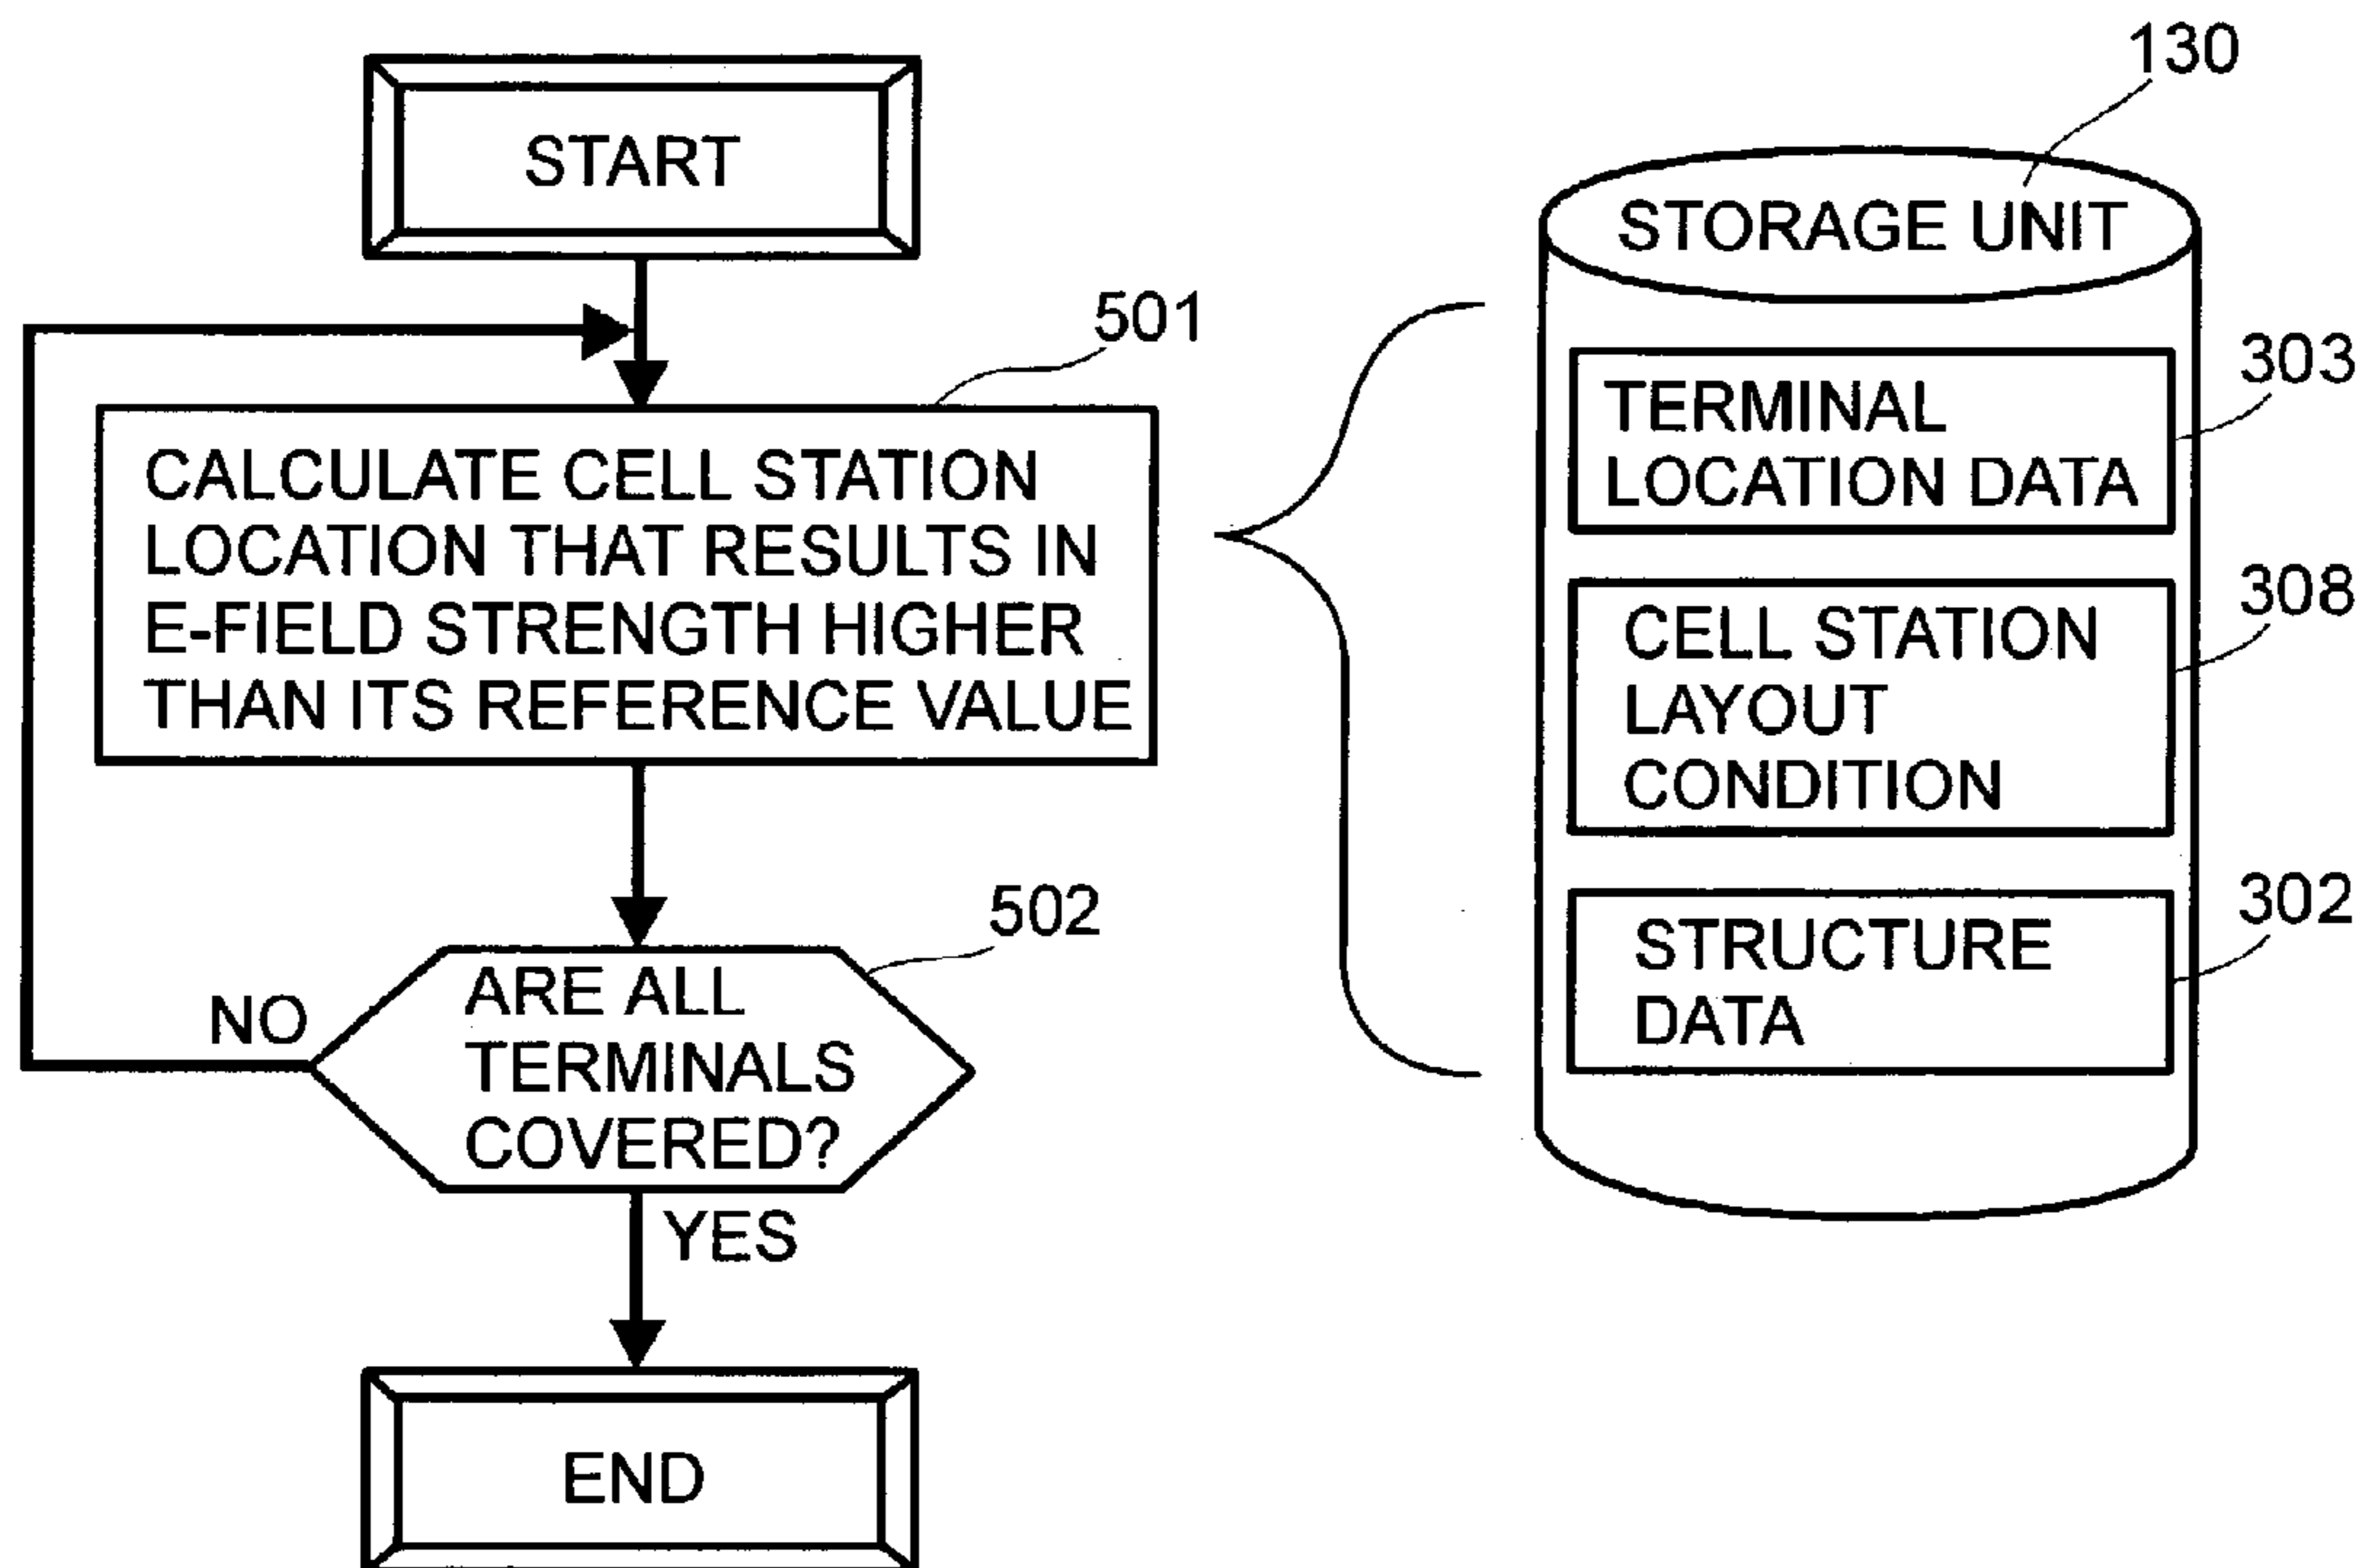 START
501
CALCULATE CELL STATION
LOCATION THAT RESULTS IN
E-FIELD STRENGTH HIGHER
THAN ITS REFERENCE VALUE
502
ARE ALL
TERMINALS
COVERED?
NO
YES
END
130
STORAGE UNIT
303
TERMINAL
LOCATION DATA
308
CELL STATION
LAYOUT
CONDITION
302
STRUCTURE
DATA